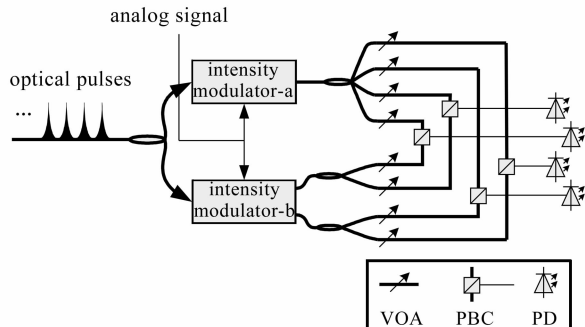 analog signal
optical pulses
...
intensity
modulator-a
intensity
modulator-b
VOA PBC PD